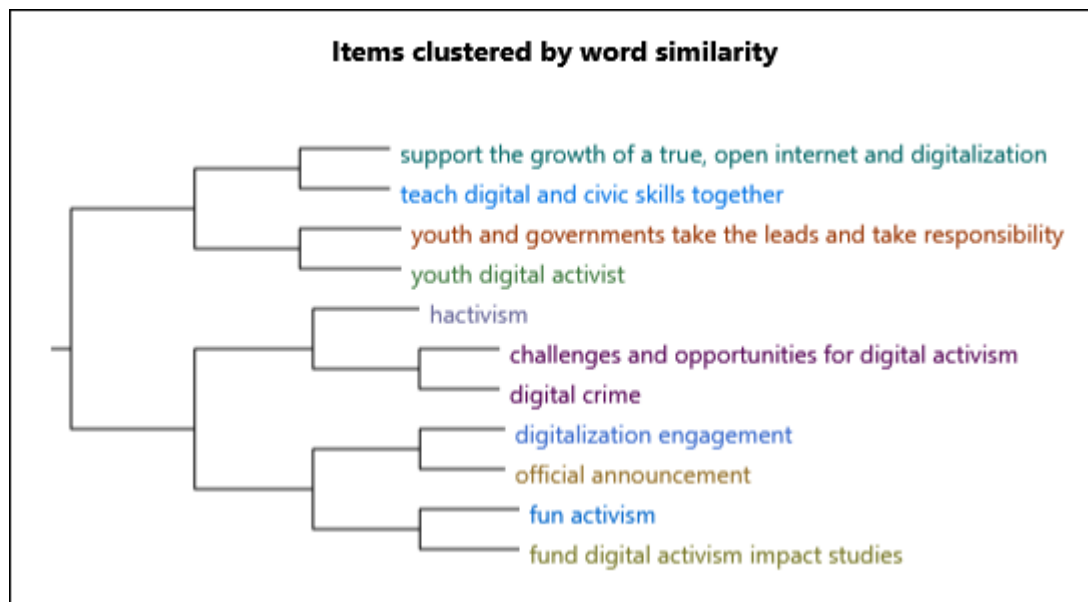 Items clustered by word similarity
support the growth of a true, open internet and digitalization
teach digital and civic skills together
youth and governments take the leads and take responsibility
youth digital activist
hactivism
challenges and opportunities for digital activism
digital crime
digitalization engagement
official announcement
fun activism
fund digital activism impact studies